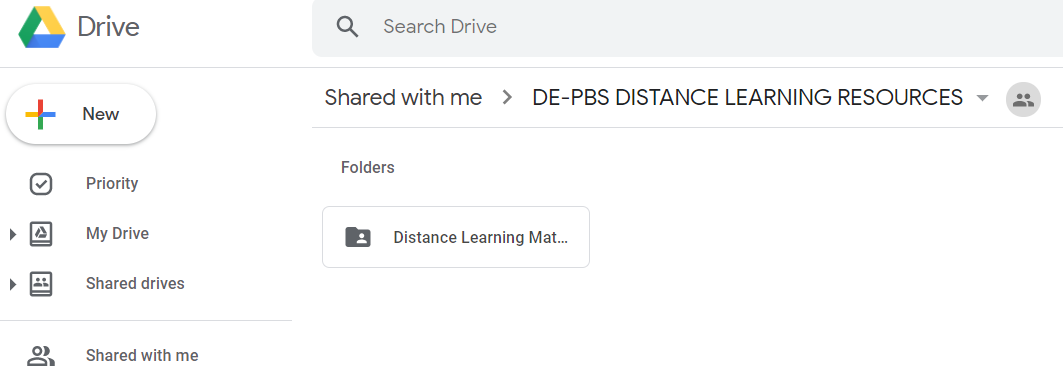 Drive
Search Drive
Shared with me > DE-PBS DISTANCE LEARNING RESOURCES
New
Folders
Priority
My Drive
Distance Learning Mat...
Shared drives
Shared with me